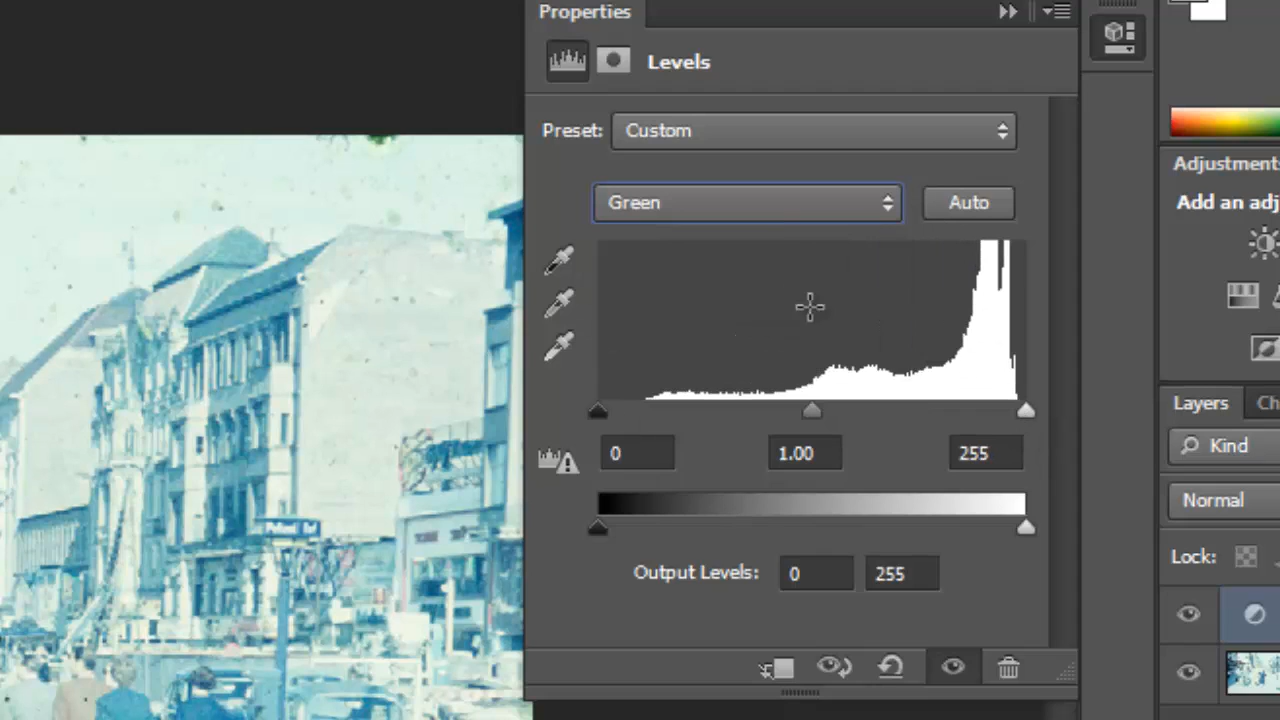 Properties
Levels
Preset: Custom
Adjustments
Add an adj
Green
Auto
0
1.00
255
Output Levels: 0 255
Layers
Ch
Kind
Normal
Lock: